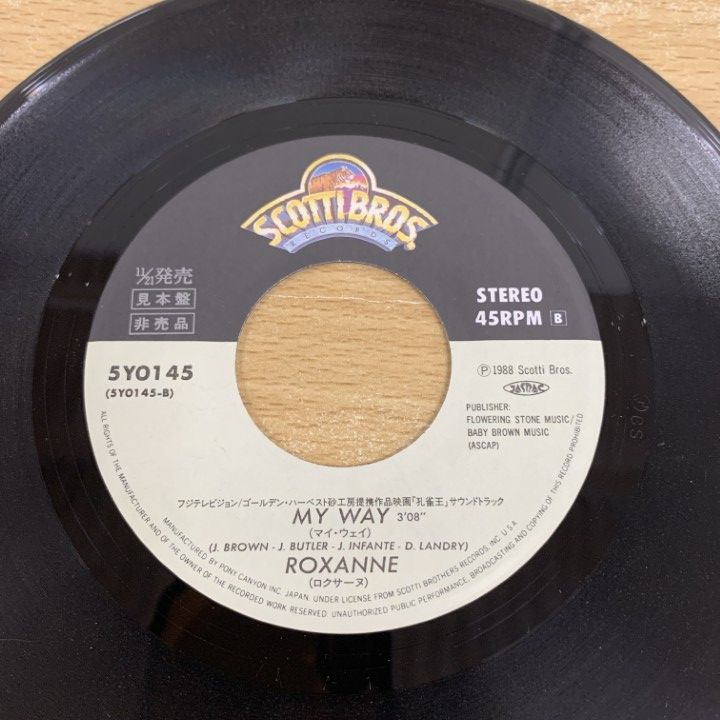 SCOTTI BROS.
RECORDS
11/21発売
見本盤
非売品
STEREO
45RPM B
5Y0145
(5Y0145-B)
Ⓟ1988 Scotti Bros.
JASRAC
PUBLISHER:
FLOWERING STONE MUSIC/
BABY BROWN MUSIC
(ASCAP)
フジテレビジョン/ゴールデン・ハーベスト砂工房提携作品映画「孔雀王」サウンドトラック
MY WAY 3'08"
(マイ・ウェイ)
(J. BROWN - J. BUTLER - J. INFANTE - D. LANDRY)
ROXANNE
(ロクサーヌ)
MANUFACTURED BY PONY CANYON INC. JAPAN. UNDER LICENSE FROM SCOTTI BROTHERS RECORDS, INC. U.S.A
ALL RIGHTS OF THE MANUFACTURER AND OF THE OWNER OF THE RECORDED WORK RESERVED. UNAUTHORIZED PUBLIC PERFORMANCE, BROADCASTING AND COPYING OF THIS RECORD PROHIBITED
CS